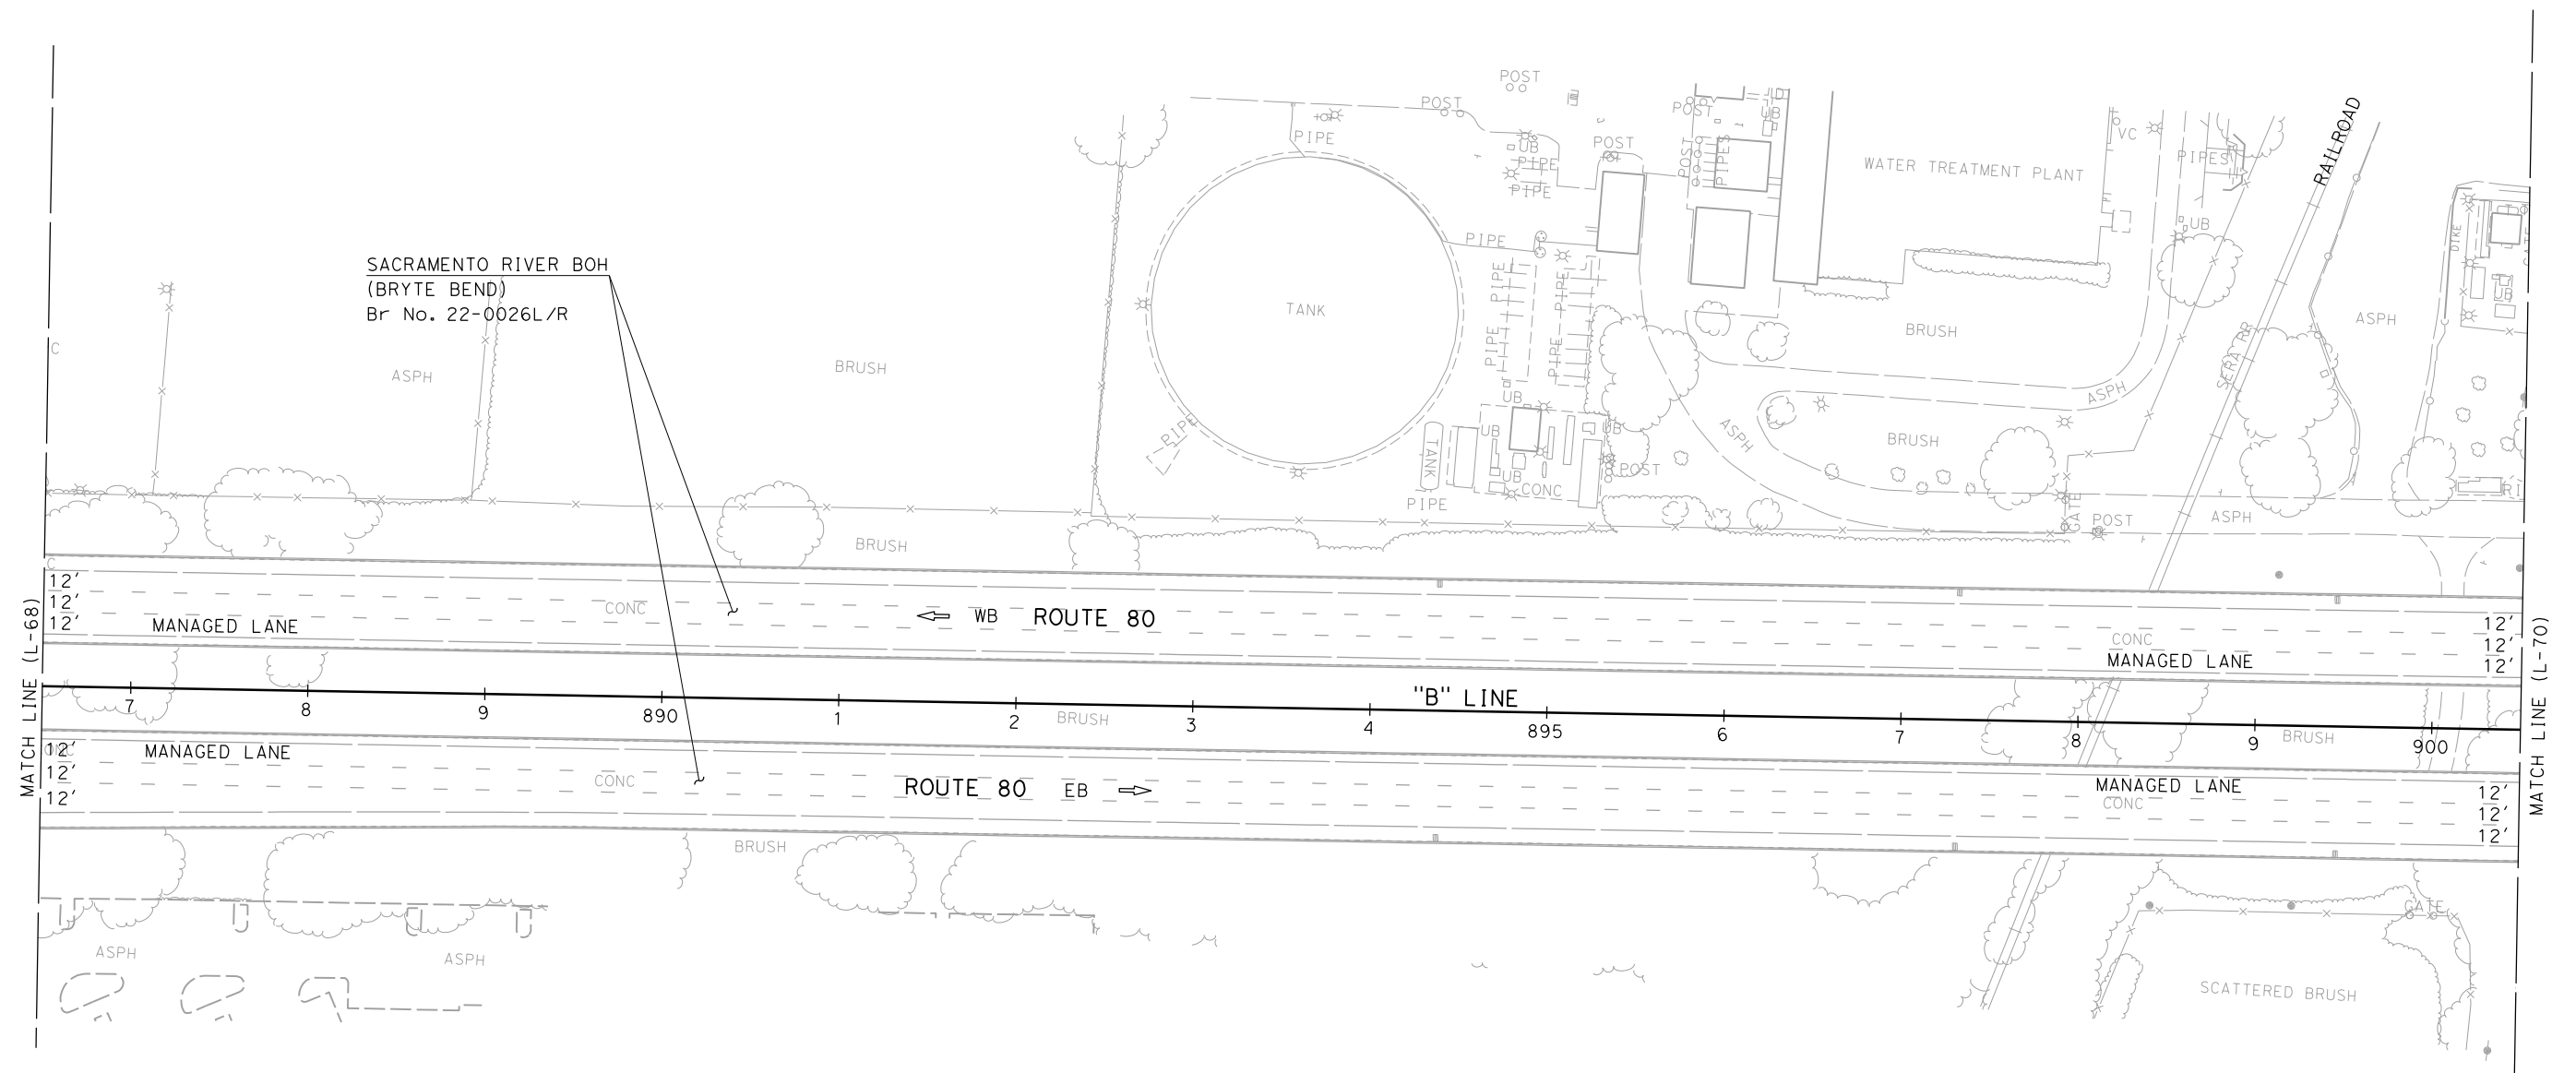 POST
POST
POST
UB
PIPE
UB
PIPE
PIPE
POST
POST
PIPES
WATER TREATMENT PLANT
VC
PIPES
UB
RAILROAD
DIKE
UB
SACRAMENTO RIVER BOH
(BRYTE BEND)
Br No. 22-0026L/R
C
ASPH
BRUSH
TANK
PIPE
PIPE
PIPE
PIPE
PIPE
PIPE
UB
UB
UB
UB
TANK
CONC
POST
PIPE
BRUSH
ASPH
BRUSH
ASPH
SERA RR
ASPH
GATE
POST
ASPH
BRUSH
C
12'
12'
12'
MANAGED LANE
CONC
WB ROUTE 80
CONC
MANAGED LANE
12'
12'
12'
MATCH LINE (L-68)
MATCH LINE (L-70)
"B" LINE
7 8 9 890 1 2 3 4 895 6 7 8 9 900
BRUSH
BRUSH
12'
12'
12'
MANAGED LANE
CONC
ROUTE 80 EB
MANAGED LANE
CONC
12'
12'
12'
BRUSH
ASPH
ASPH
GATE
SCATTERED BRUSH